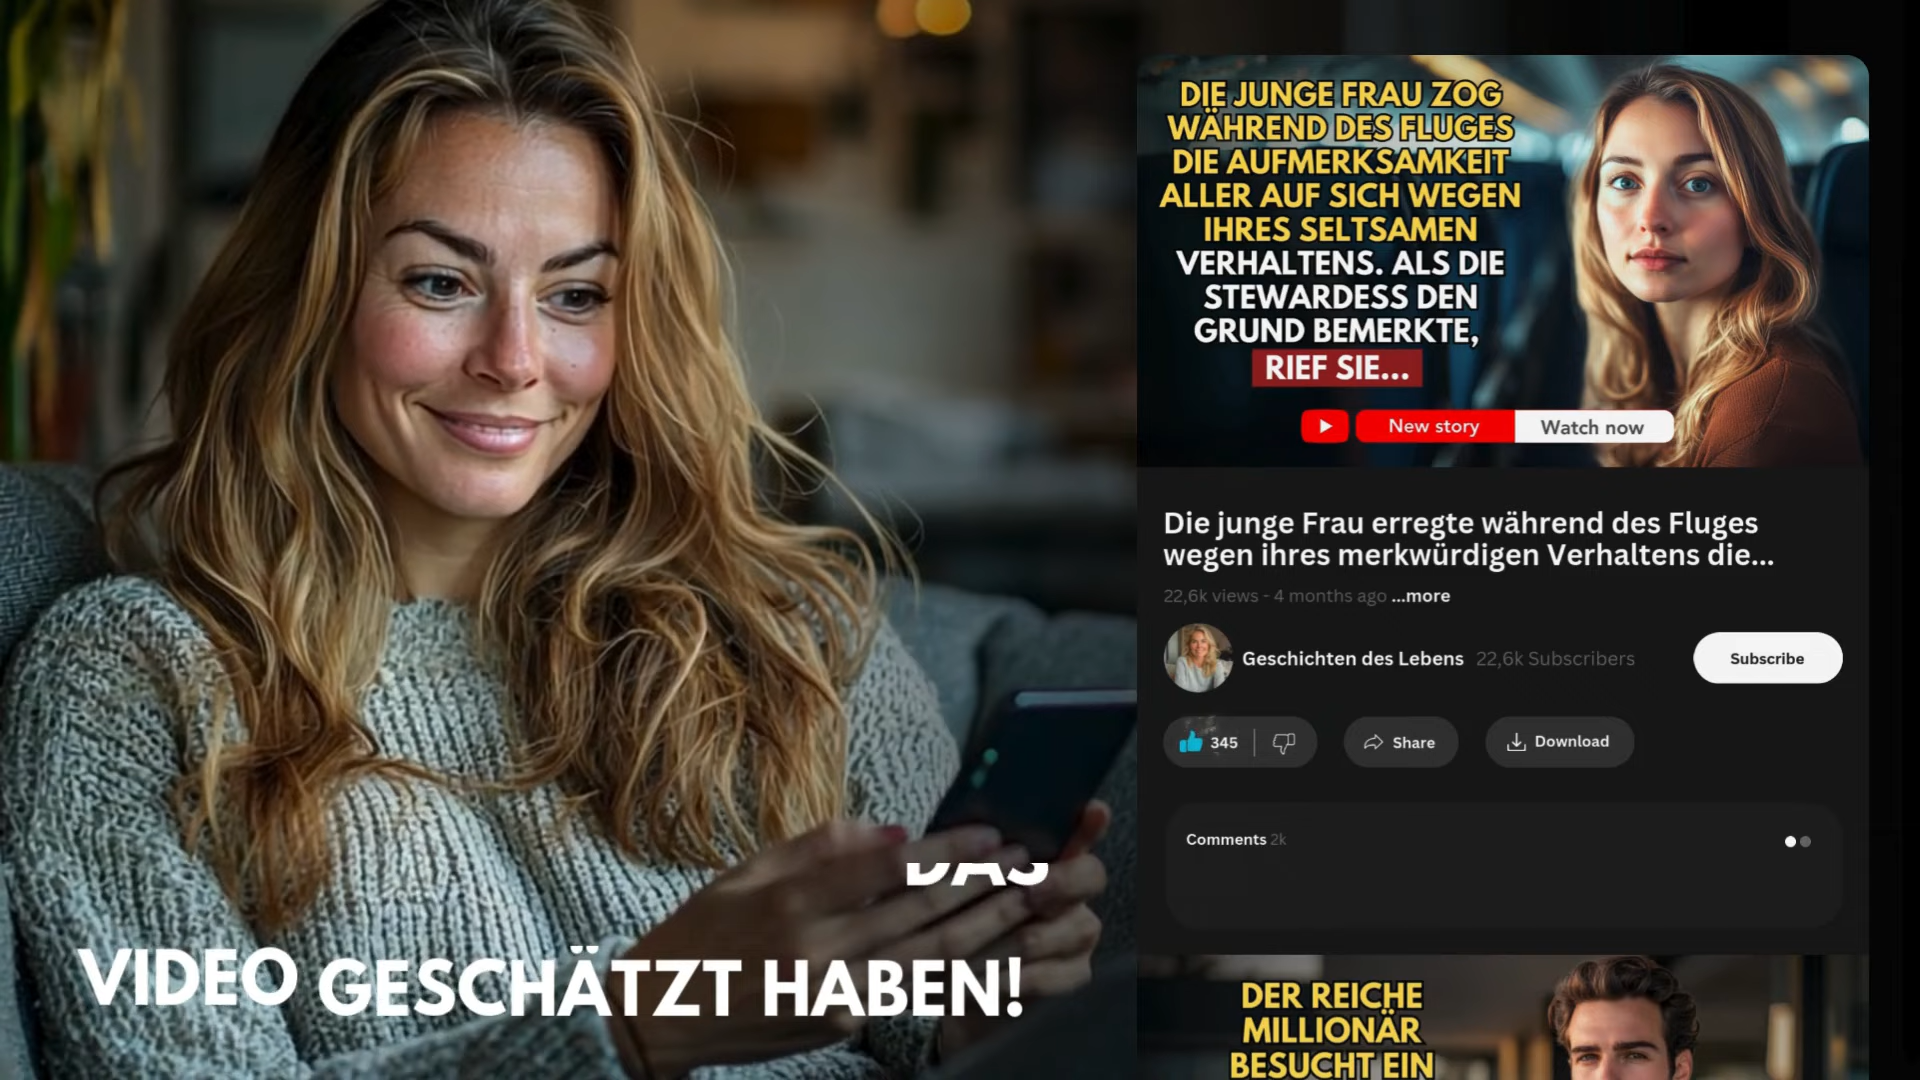 DAS
VIDEO GESCHÄTZT HABEN!
DIE JUNGE FRAU ZOG
WÄHREND DES FLUGES
DIE AUFMERKSAMKEIT
ALLER AUF SICH WEGEN
IHRES SELTSAMEN
VERHALTENS. ALS DIE
STEWARDESS DEN
GRUND BEMERKTE,
RIEF SIE...
New story Watch now
Die junge Frau erregte während des Fluges
wegen ihres merkwürdigen Verhaltens die...
22,6k views - 4 months ago ...more
Geschichten des Lebens 22,6k Subscribers Subscribe
345 Share Download
Comments 2k
DER REICHE
MILLIONÄR
BESUCHT EIN